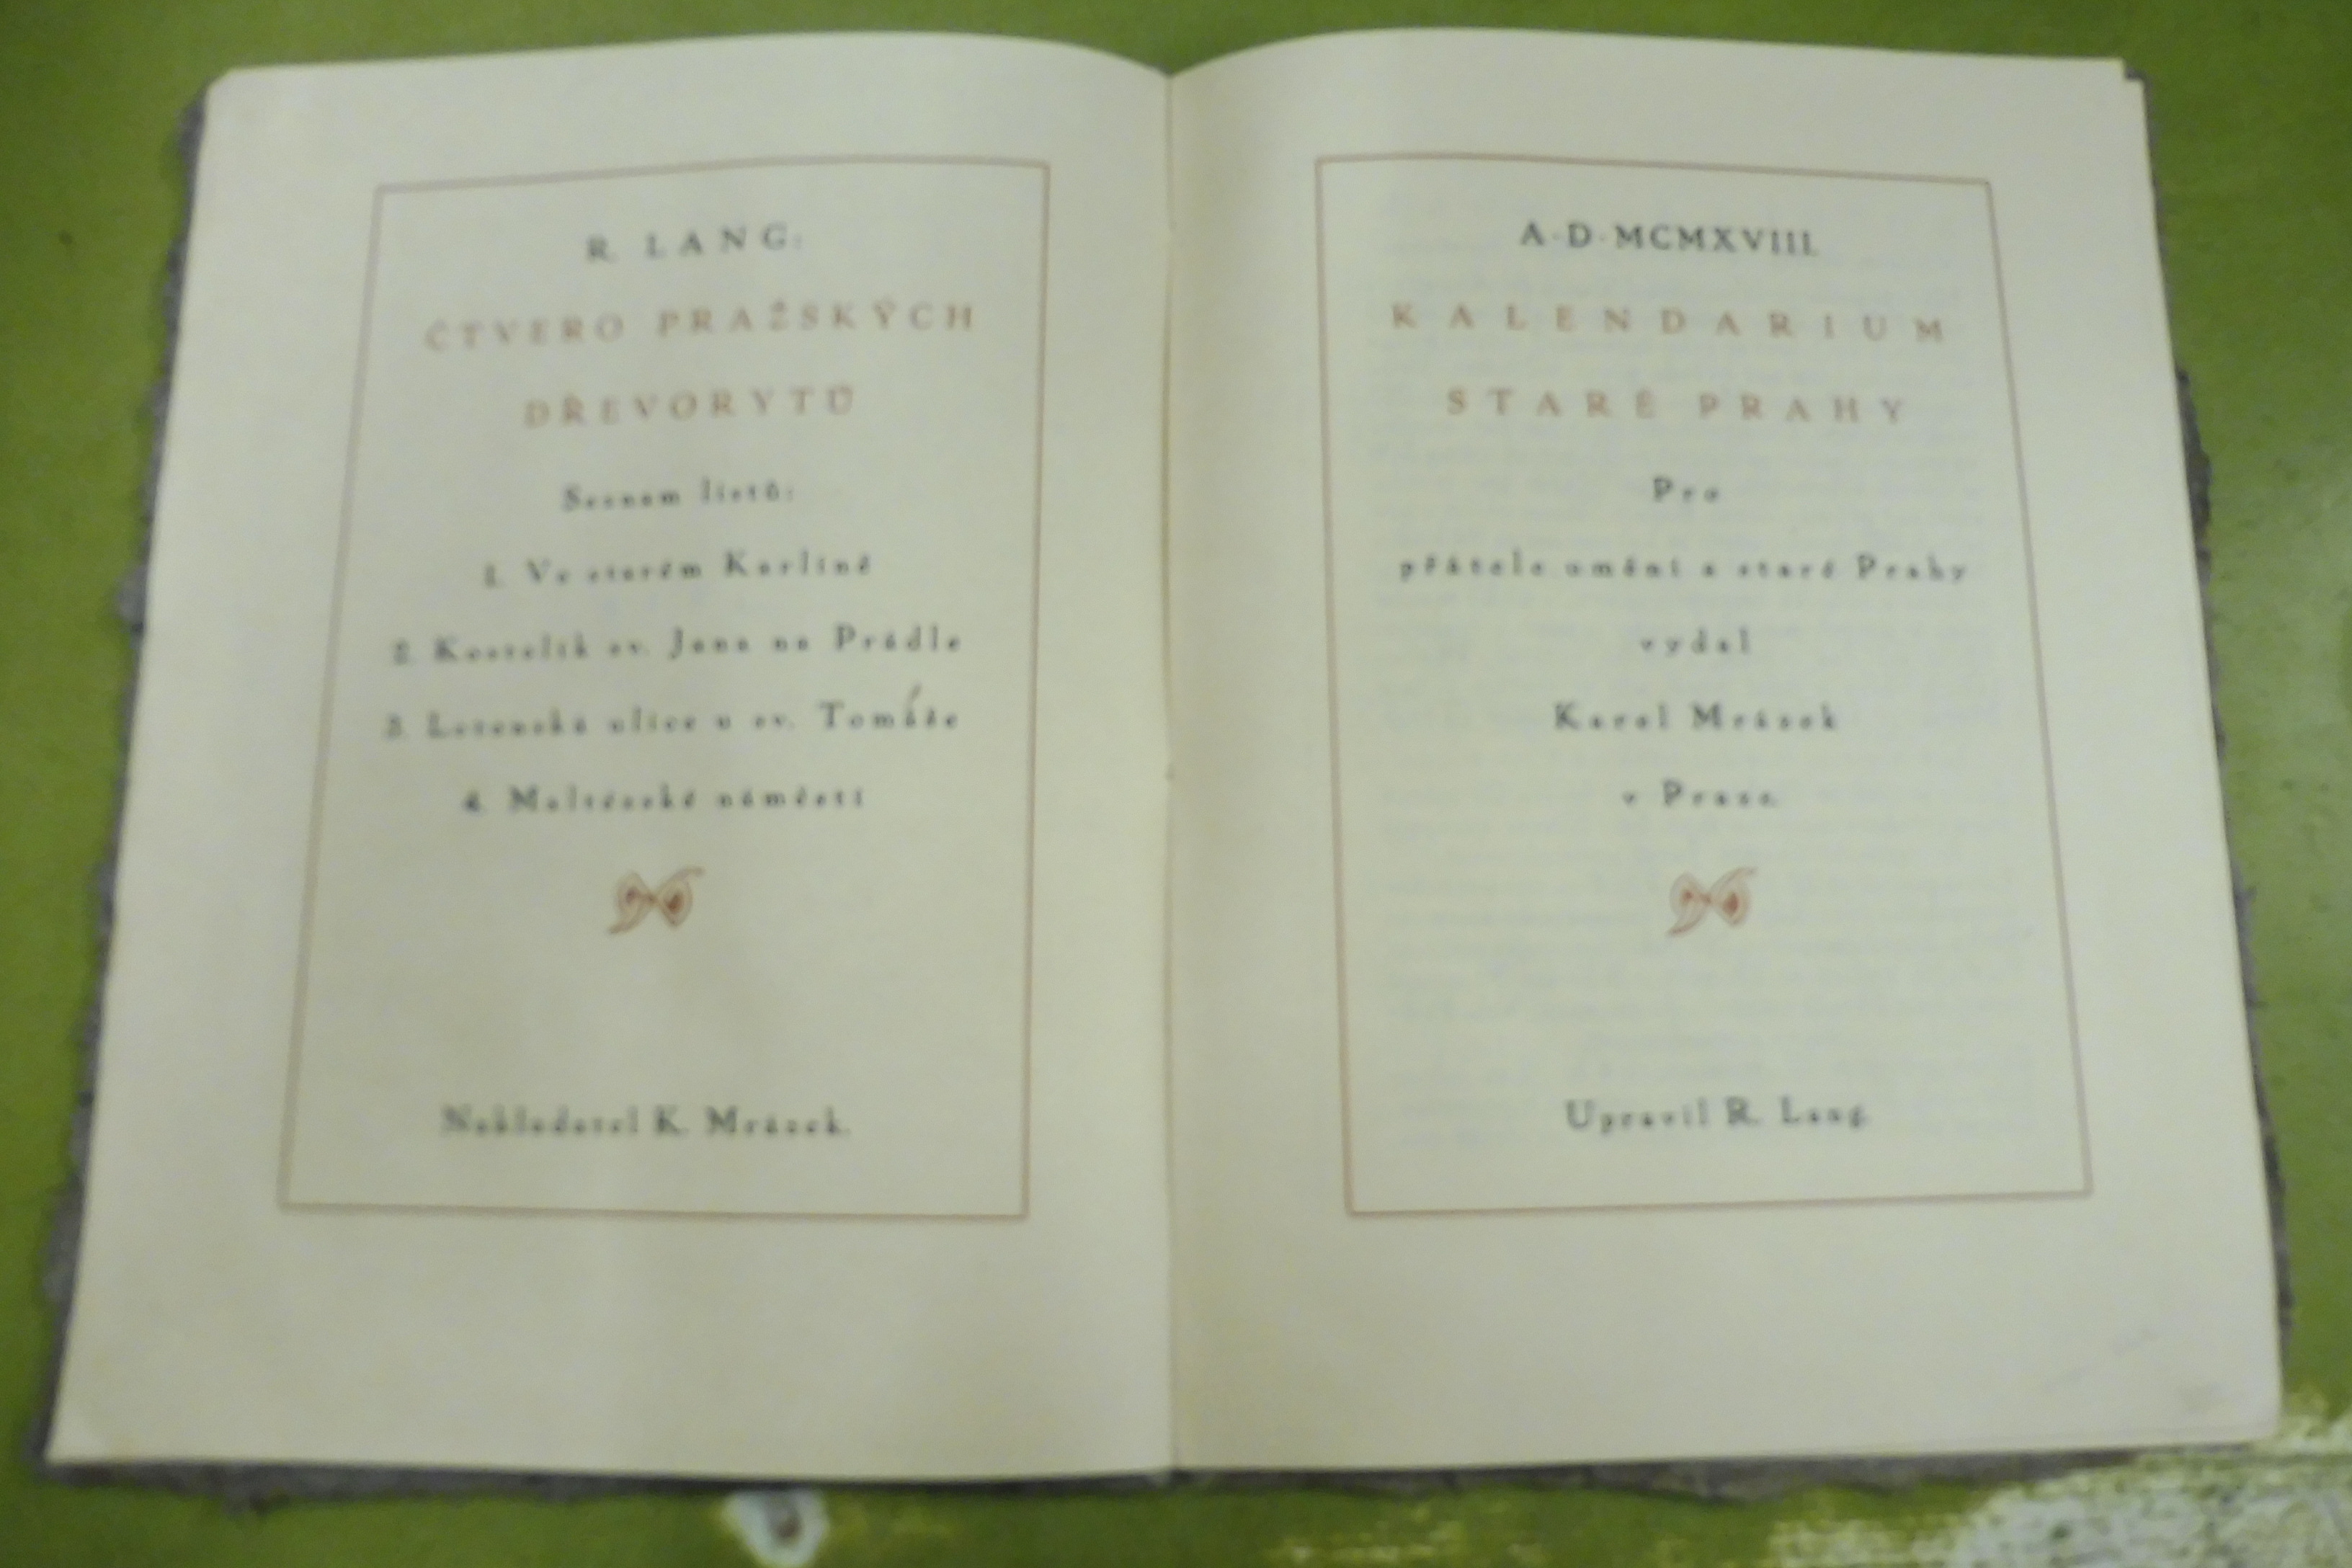 R. LANG:
ČTVERO PRAŽSKÝCH
DŘEVORYTŮ
Seznam listů:
1. Ve starém Karlíně
2. Kostelík sv. Jana na Prádle
3. Letenská ulice u sv. Tomáše
4. Maltézské náměstí
Nakladatel K. Mrázek.
A·D·MCMXVIII.
KALENDARIUM
STARÉ PRAHY
Pro
přátele umění a staré Prahy
vydal
Karel Mrázek
v Praze.
Upravil R. Lang.